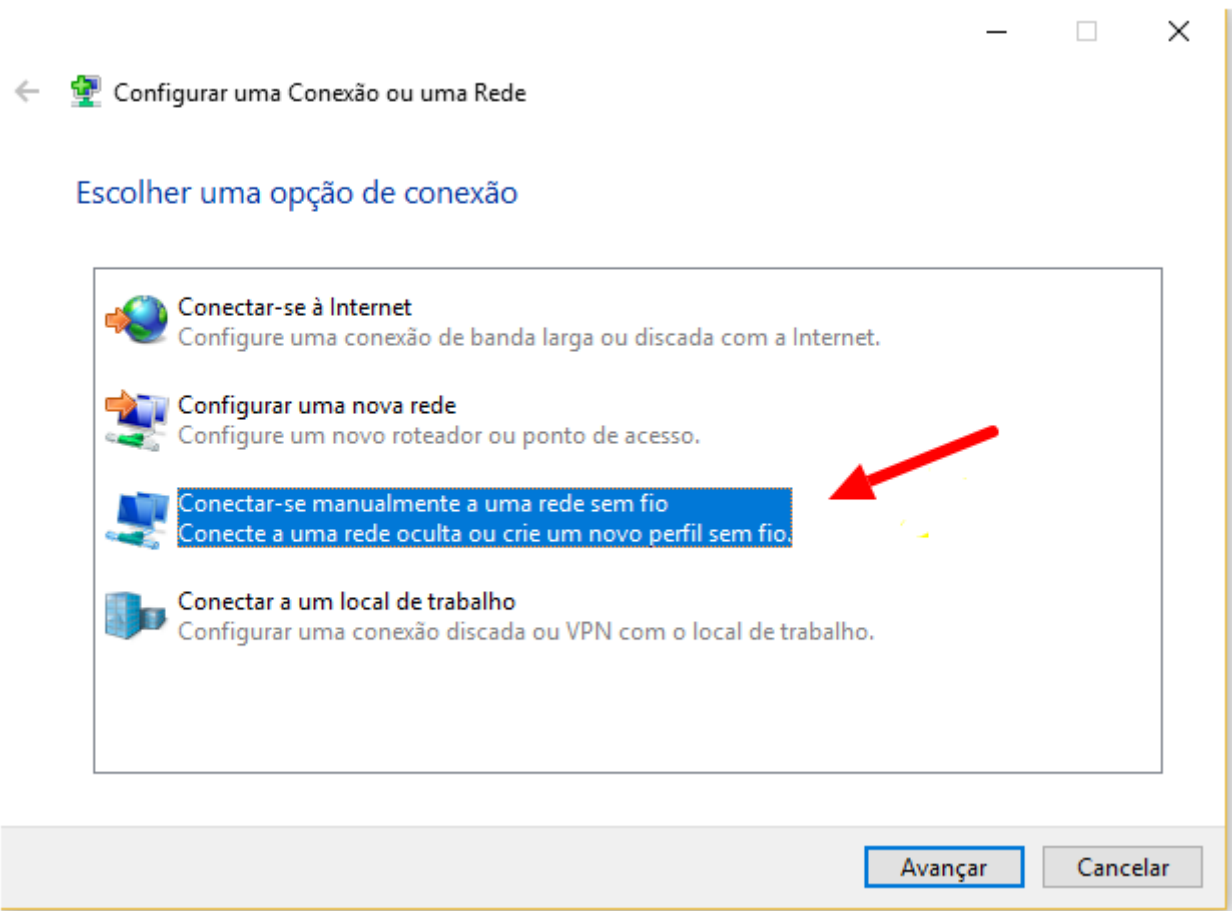 Configurar uma Conexão ou uma Rede
Escolher uma opção de conexão
Conectar-se à Internet
Configure uma conexão de banda larga ou discada com a Internet.
Configurar uma nova rede
Configure um novo roteador ou ponto de acesso.
Conectar-se manualmente a uma rede sem fio
Conecte a uma rede oculta ou crie um novo perfil sem fio.
Conectar a um local de trabalho
Configurar uma conexão discada ou VPN com o local de trabalho.
Avançar
Cancelar